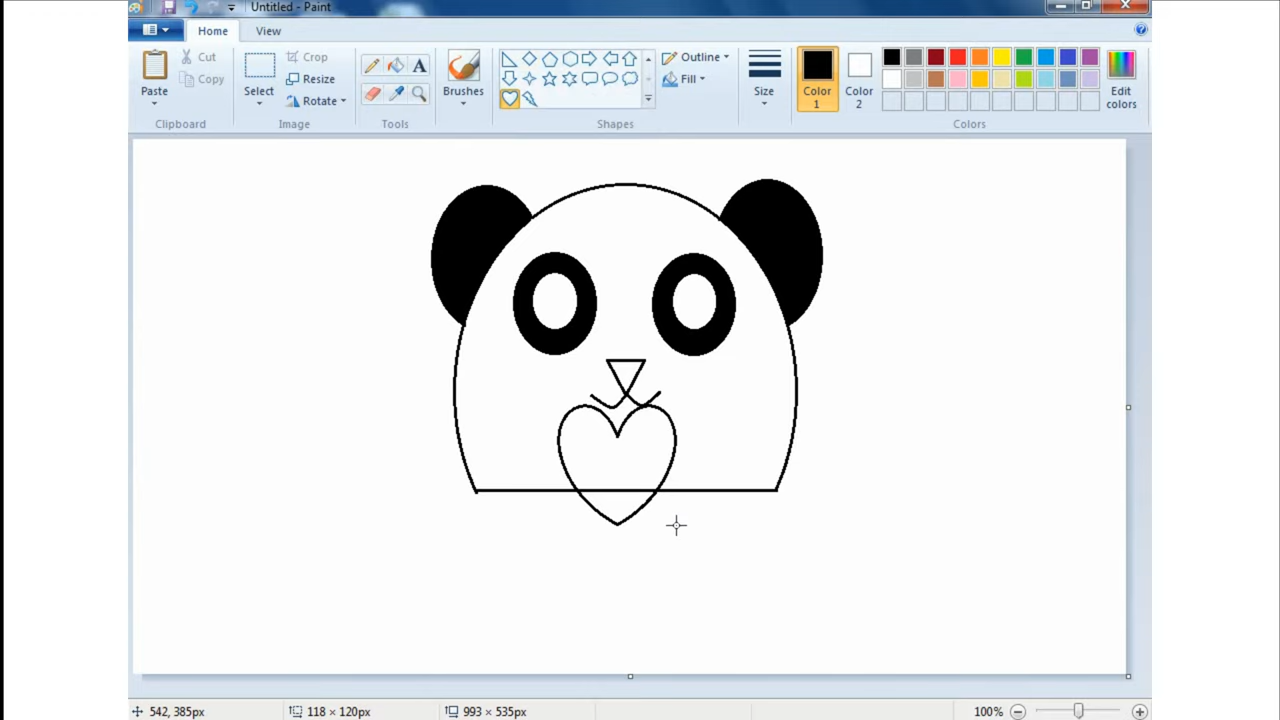 Untitled - Paint
Home View
Paste
Cut
Copy
Clipboard
Select
Crop
Resize
Rotate
Image
A
Tools
Brushes
Outline
Fill
Shapes
Size
Color 1
Color 2
Edit colors
Colors
542, 385px 118 × 120px 993 × 535px 100%